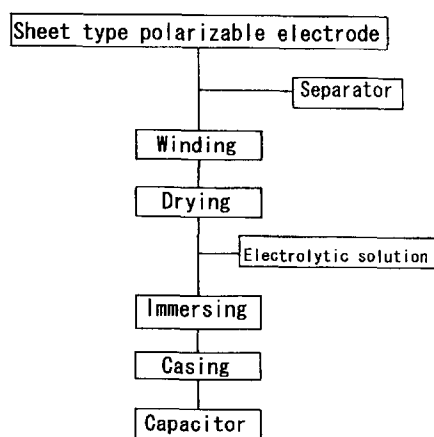 Sheet type polarizable electrode
Separator
Winding
Drying
Electrolytic solution
Immersing
Casing
Capacitor